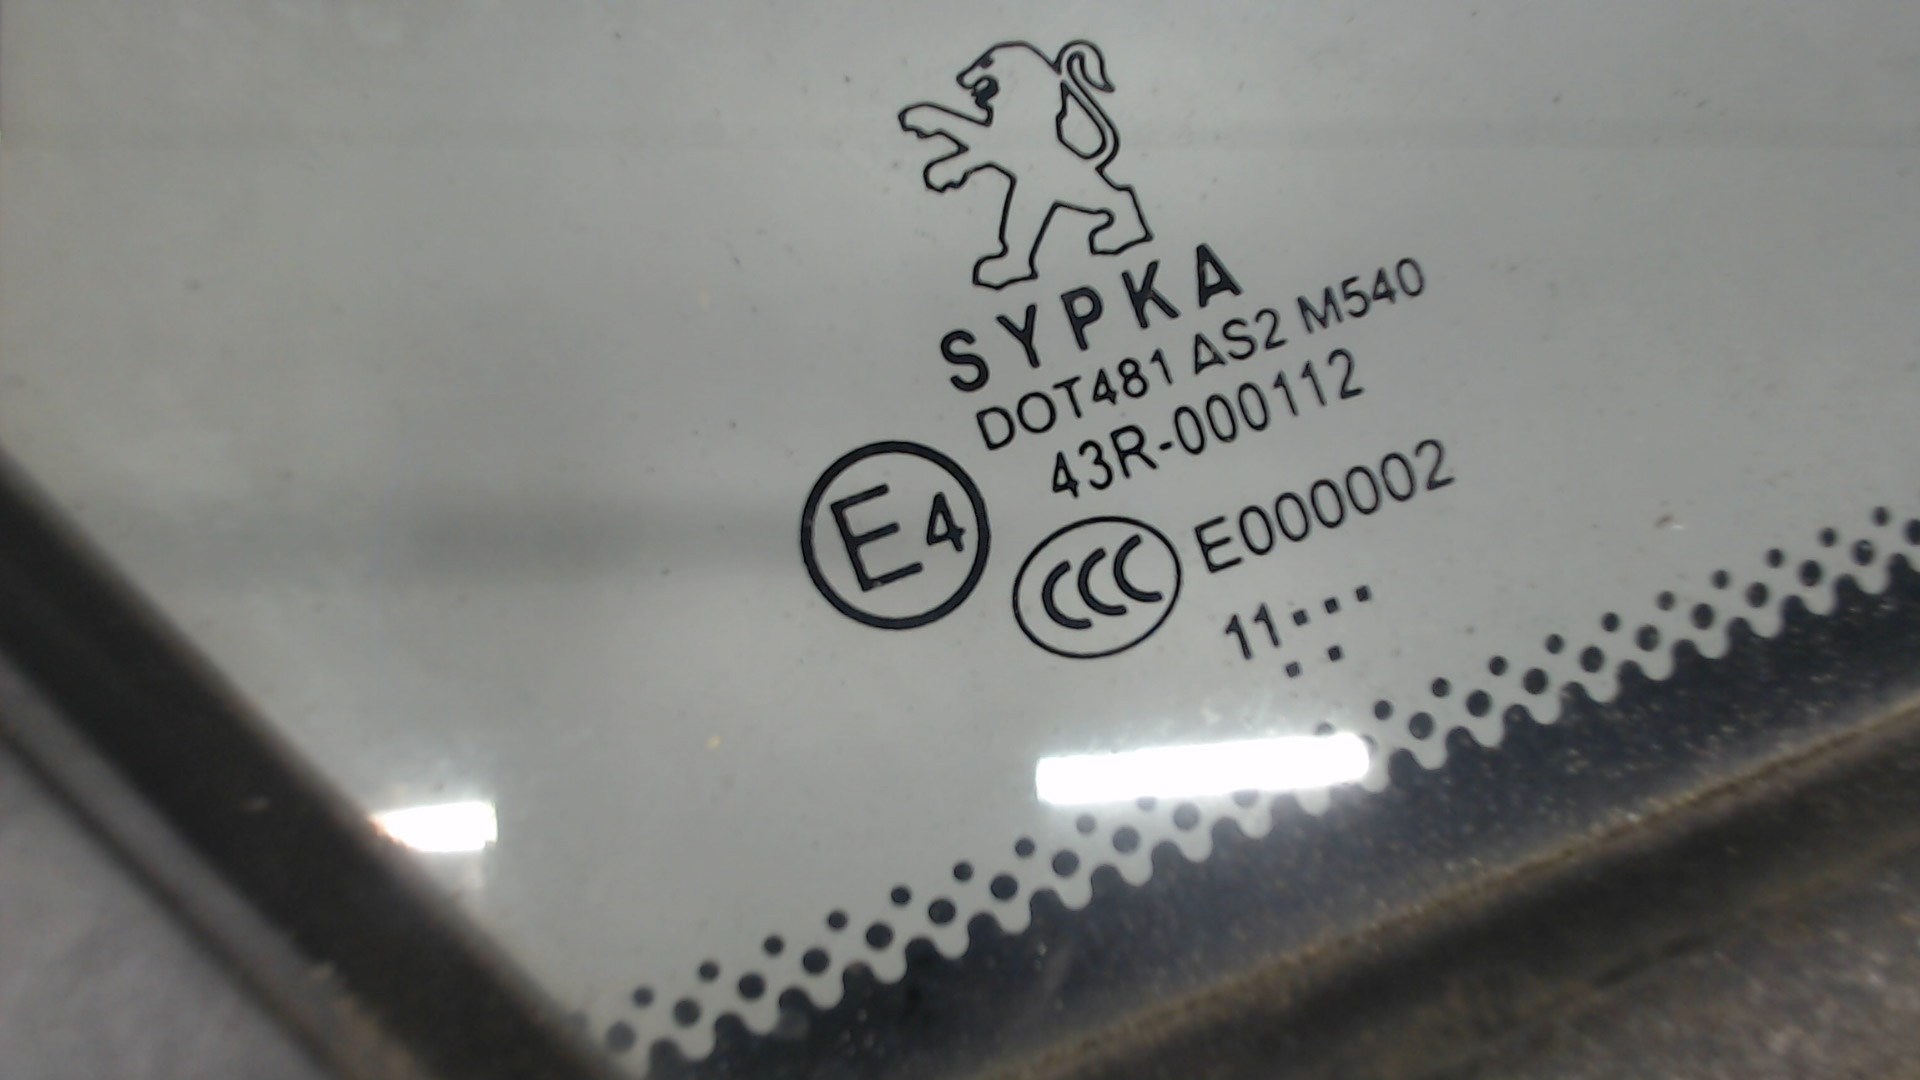 SYPKA
DOT481 AS2 M540
43R-000112
E4
CCC E000002
11